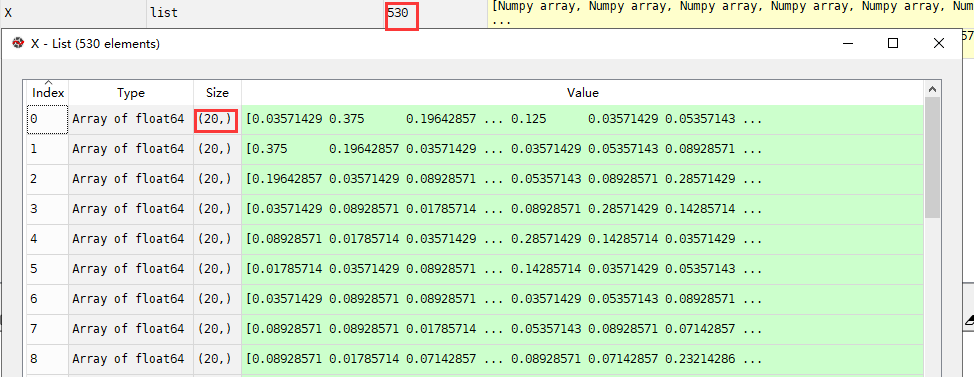 X list 530 [Numpy array, Numpy array, Numpy array, Numpy array, Numpy array, Num
...
X - List (530 elements)
Index Type Size Value
0 Array of float64 (20,) [0.03571429 0.375 0.19642857 ... 0.125 0.03571429 0.05357143 ...
1 Array of float64 (20,) [0.375 0.19642857 0.03571429 ... 0.03571429 0.05357143 0.08928571 ...
2 Array of float64 (20,) [0.19642857 0.03571429 0.08928571 ... 0.05357143 0.08928571 0.28571429 ...
3 Array of float64 (20,) [0.03571429 0.08928571 0.01785714 ... 0.08928571 0.28571429 0.14285714 ...
4 Array of float64 (20,) [0.08928571 0.01785714 0.03571429 ... 0.28571429 0.14285714 0.03571429 ...
5 Array of float64 (20,) [0.01785714 0.03571429 0.08928571 ... 0.14285714 0.03571429 0.05357143 ...
6 Array of float64 (20,) [0.03571429 0.08928571 0.08928571 ... 0.03571429 0.05357143 0.08928571 ...
7 Array of float64 (20,) [0.08928571 0.08928571 0.01785714 ... 0.05357143 0.08928571 0.07142857 ...
8 Array of float64 (20,) [0.08928571 0.01785714 0.07142857 ... 0.08928571 0.07142857 0.23214286 ...